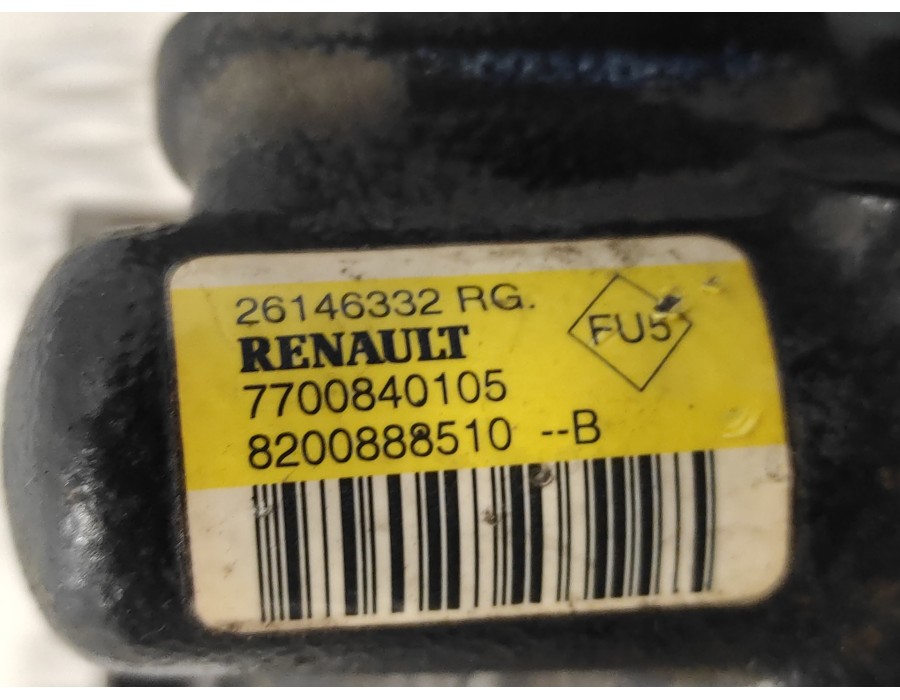 26146332 RG.
FU5
RENAULT
7700840105
8200888510 --B